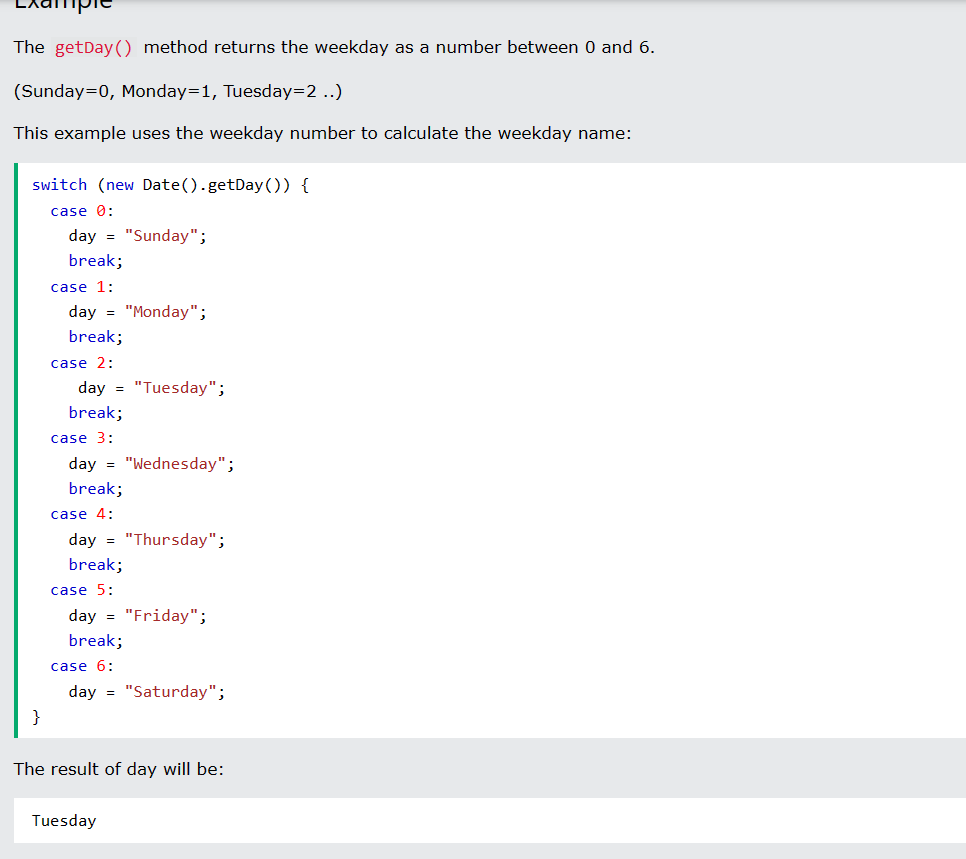 Example
The getDay() method returns the weekday as a number between 0 and 6.
(Sunday=0, Monday=1, Tuesday=2 ..)
This example uses the weekday number to calculate the weekday name:
switch (new Date().getDay()) {
  case 0:
    day = "Sunday";
    break;
  case 1:
    day = "Monday";
    break;
  case 2:
     day = "Tuesday";
    break;
  case 3:
    day = "Wednesday";
    break;
  case 4:
    day = "Thursday";
    break;
  case 5:
    day = "Friday";
    break;
  case 6:
    day = "Saturday";
}
The result of day will be:
Tuesday